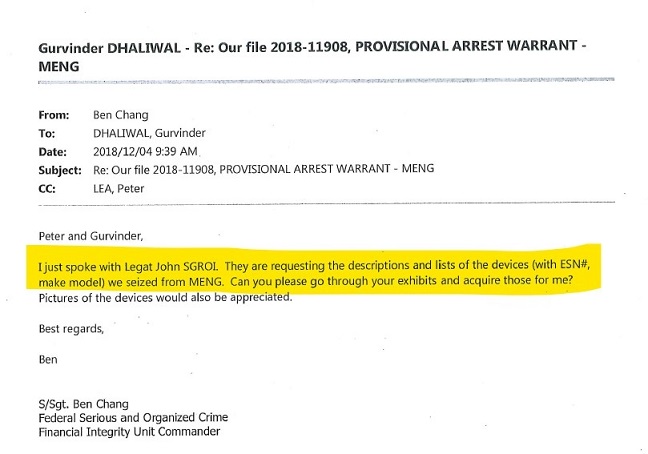 Gurvinder DHALIWAL - Re: Our file 2018-11908, PROVISIONAL ARREST WARRANT -
MENG
From: Ben Chang
To: DHALIWAL, Gurvinder
Date: 2018/12/04 9:39 AM
Subject: Re: Our file 2018-11908, PROVISIONAL ARREST WARRANT - MENG
CC: LEA, Peter
Peter and Gurvinder,
I just spoke with Legat John SGROI. They are requesting the descriptions and lists of the devices (with ESN#,
make model) we seized from MENG. Can you please go through your exhibits and acquire those for me?
Pictures of the devices would also be appreciated.
Best regards,
Ben
S/Sgt. Ben Chang
Federal Serious and Organized Crime
Financial Integrity Unit Commander